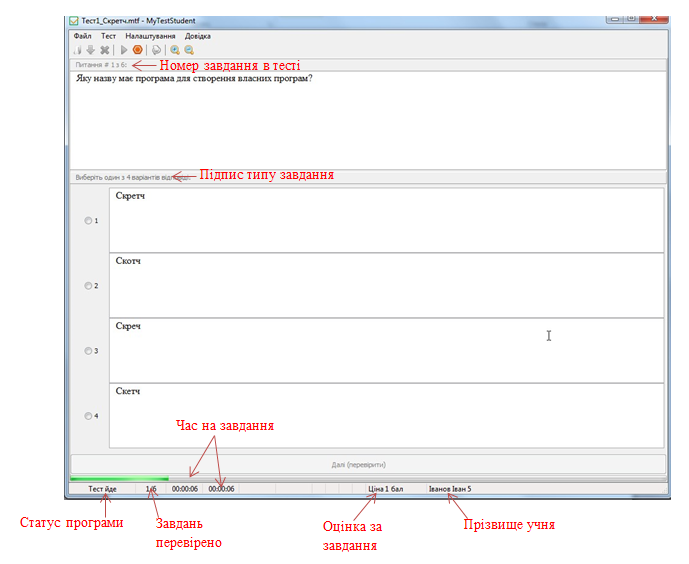 Тест1_Скретч.mtf - MyTestStudent
Файл Тест Налаштування Довідка
Питання # 1 з 6: Номер завдання в тесті
Яку назву має програма для створення власних програм?
Виберіть один з 4 варіантів Підпис типу завдання
1 Скретч
2 Скотч
3 Скреч
4 Скетч
Час на завдання
Далі (перевірити)
Тест йде 1/6 00:00:06 00:00:06 Ціна 1 бал Іванов Іван 5
Статус програми Завдань перевірено Оцінка за завдання Прізвище учня